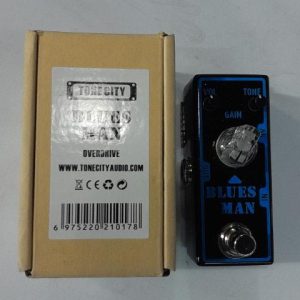 TONECITY
BLUES
MAN
OVERDRIVE
WWW.TONECITYAUDIO.COM
6 975220 210178
VOL TONE
GAIN
BLUES
MAN